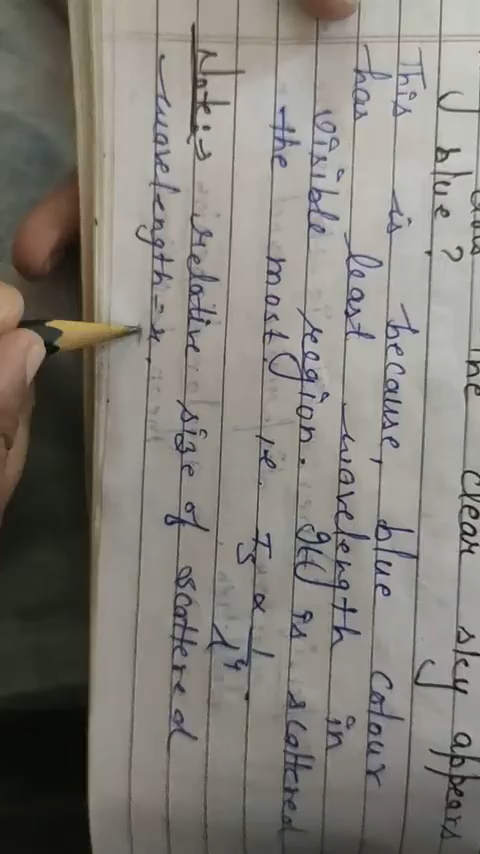 the clear sky appears
blue?
This is because, blue colour
has least wavelength in
visible region. It is scattered
the most i.e. Is α 1/λ⁴.
Note:⇒ relative size of scattered
wavelength = x.